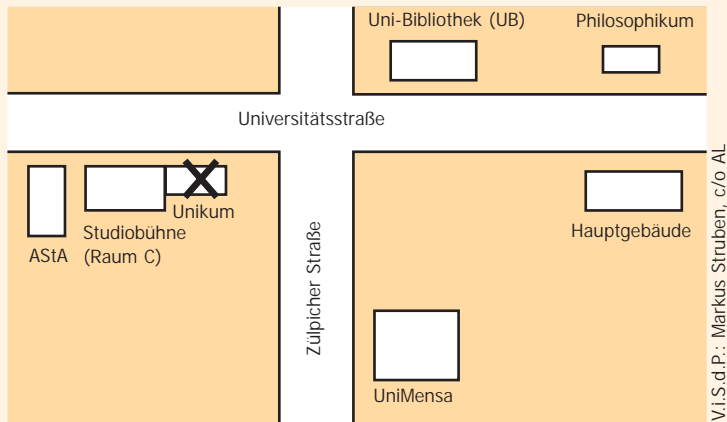 Uni-Bibliothek (UB)
Philosophikum
Universitätsstraße
Unikum
Studiobühne
(Raum C)
AStA
Hauptgebäude
Zülpicher Straße
UniMensa
V.i.S.d.P.: Markus Struben, c/o AL